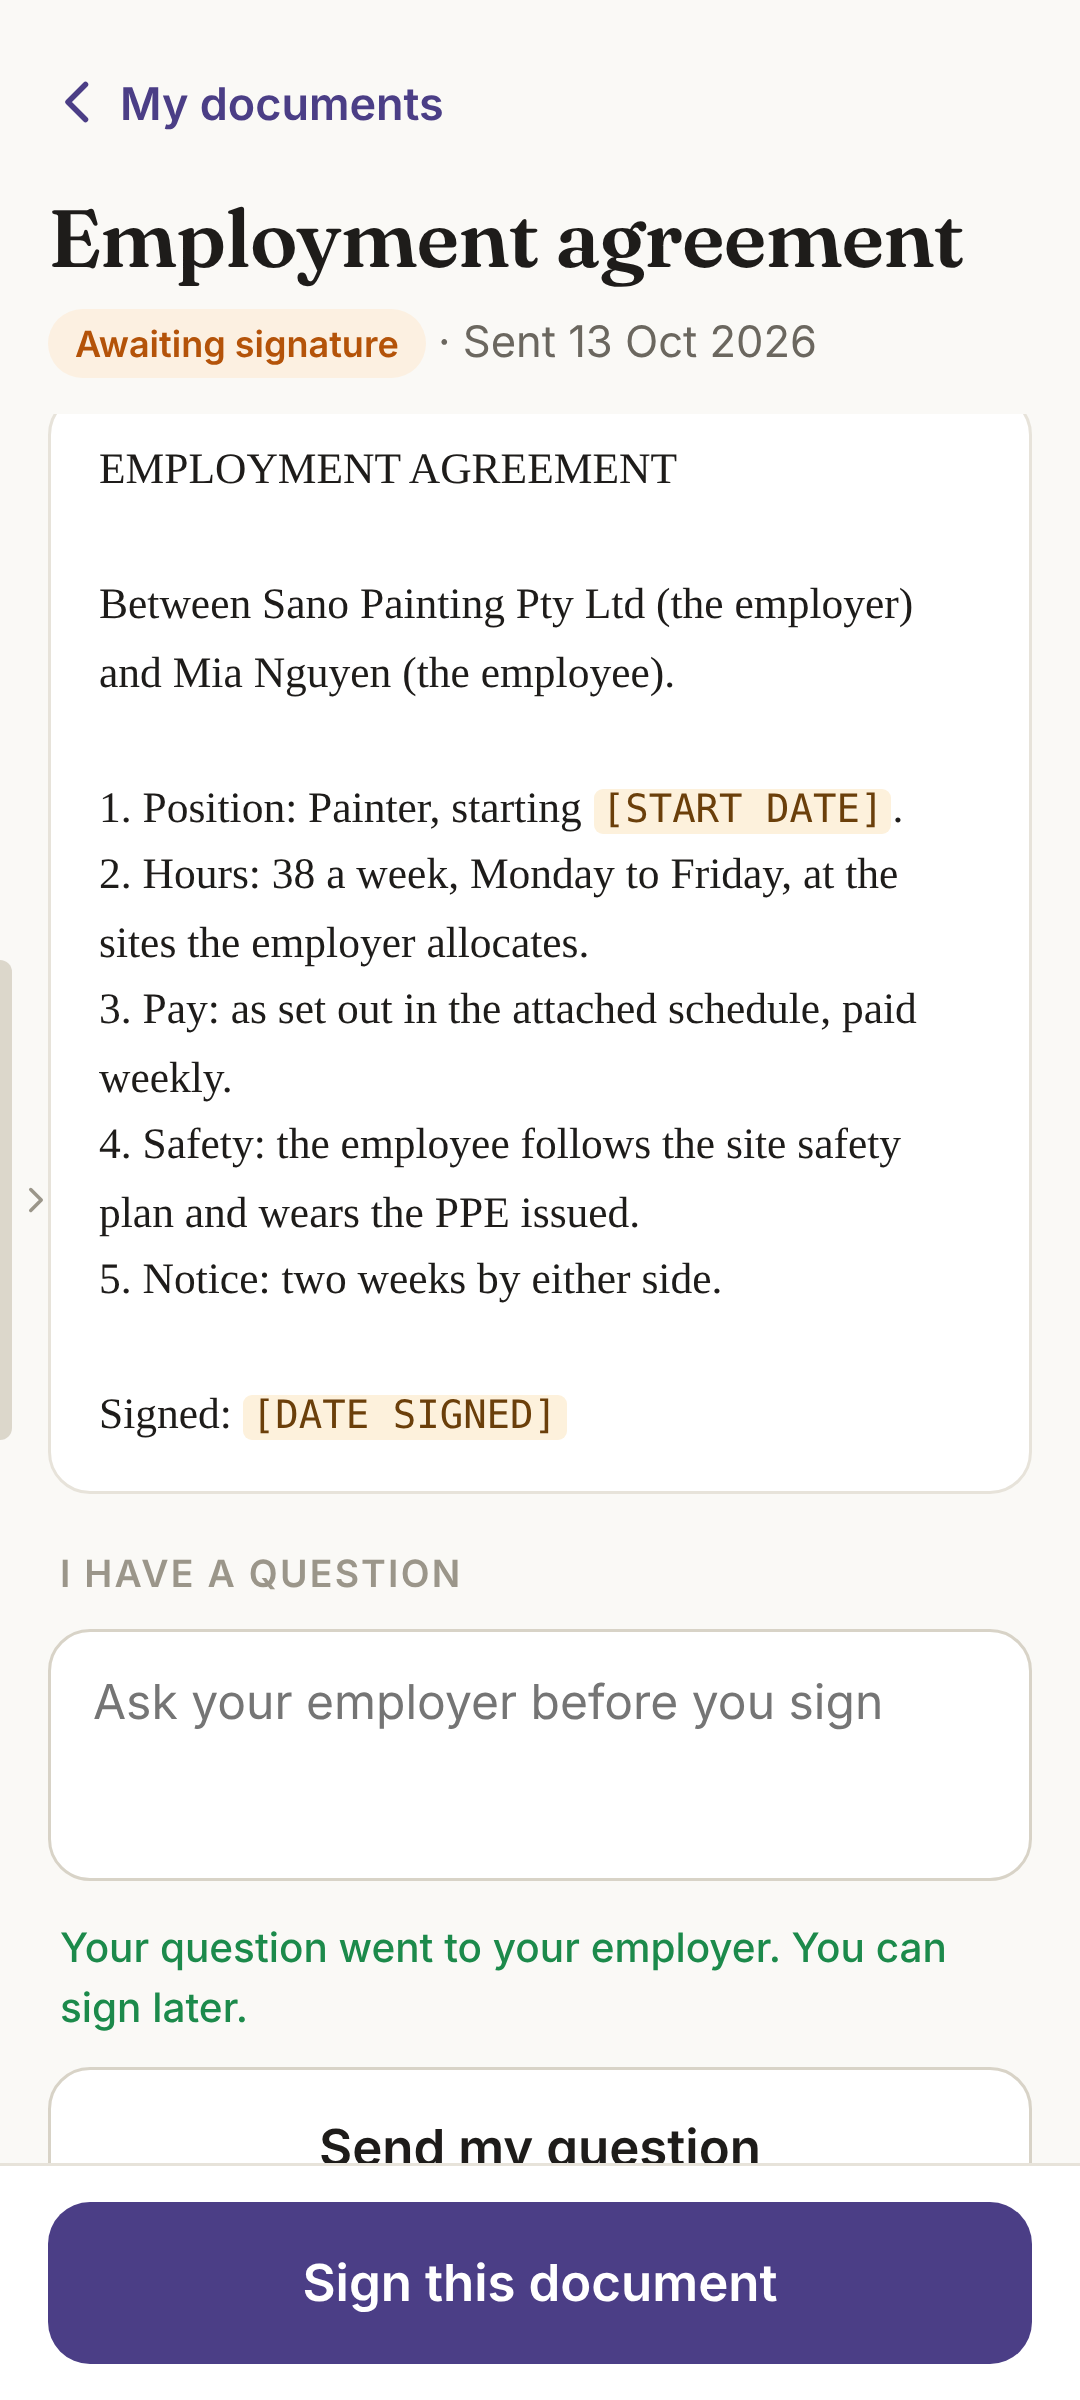 My documents
Employment agreement
Awaiting signature · Sent 13 Oct 2026
EMPLOYMENT AGREEMENT
Between Sano Painting Pty Ltd (the employer)
and Mia Nguyen (the employee).
1. Position: Painter, starting [START DATE].
2. Hours: 38 a week, Monday to Friday, at the
sites the employer allocates.
3. Pay: as set out in the attached schedule, paid
weekly.
4. Safety: the employee follows the site safety
plan and wears the PPE issued.
5. Notice: two weeks by either side.
Signed: [DATE SIGNED]
I HAVE A QUESTION
Ask your employer before you sign
Your question went to your employer. You can
sign later.
Send my question
Sign this document